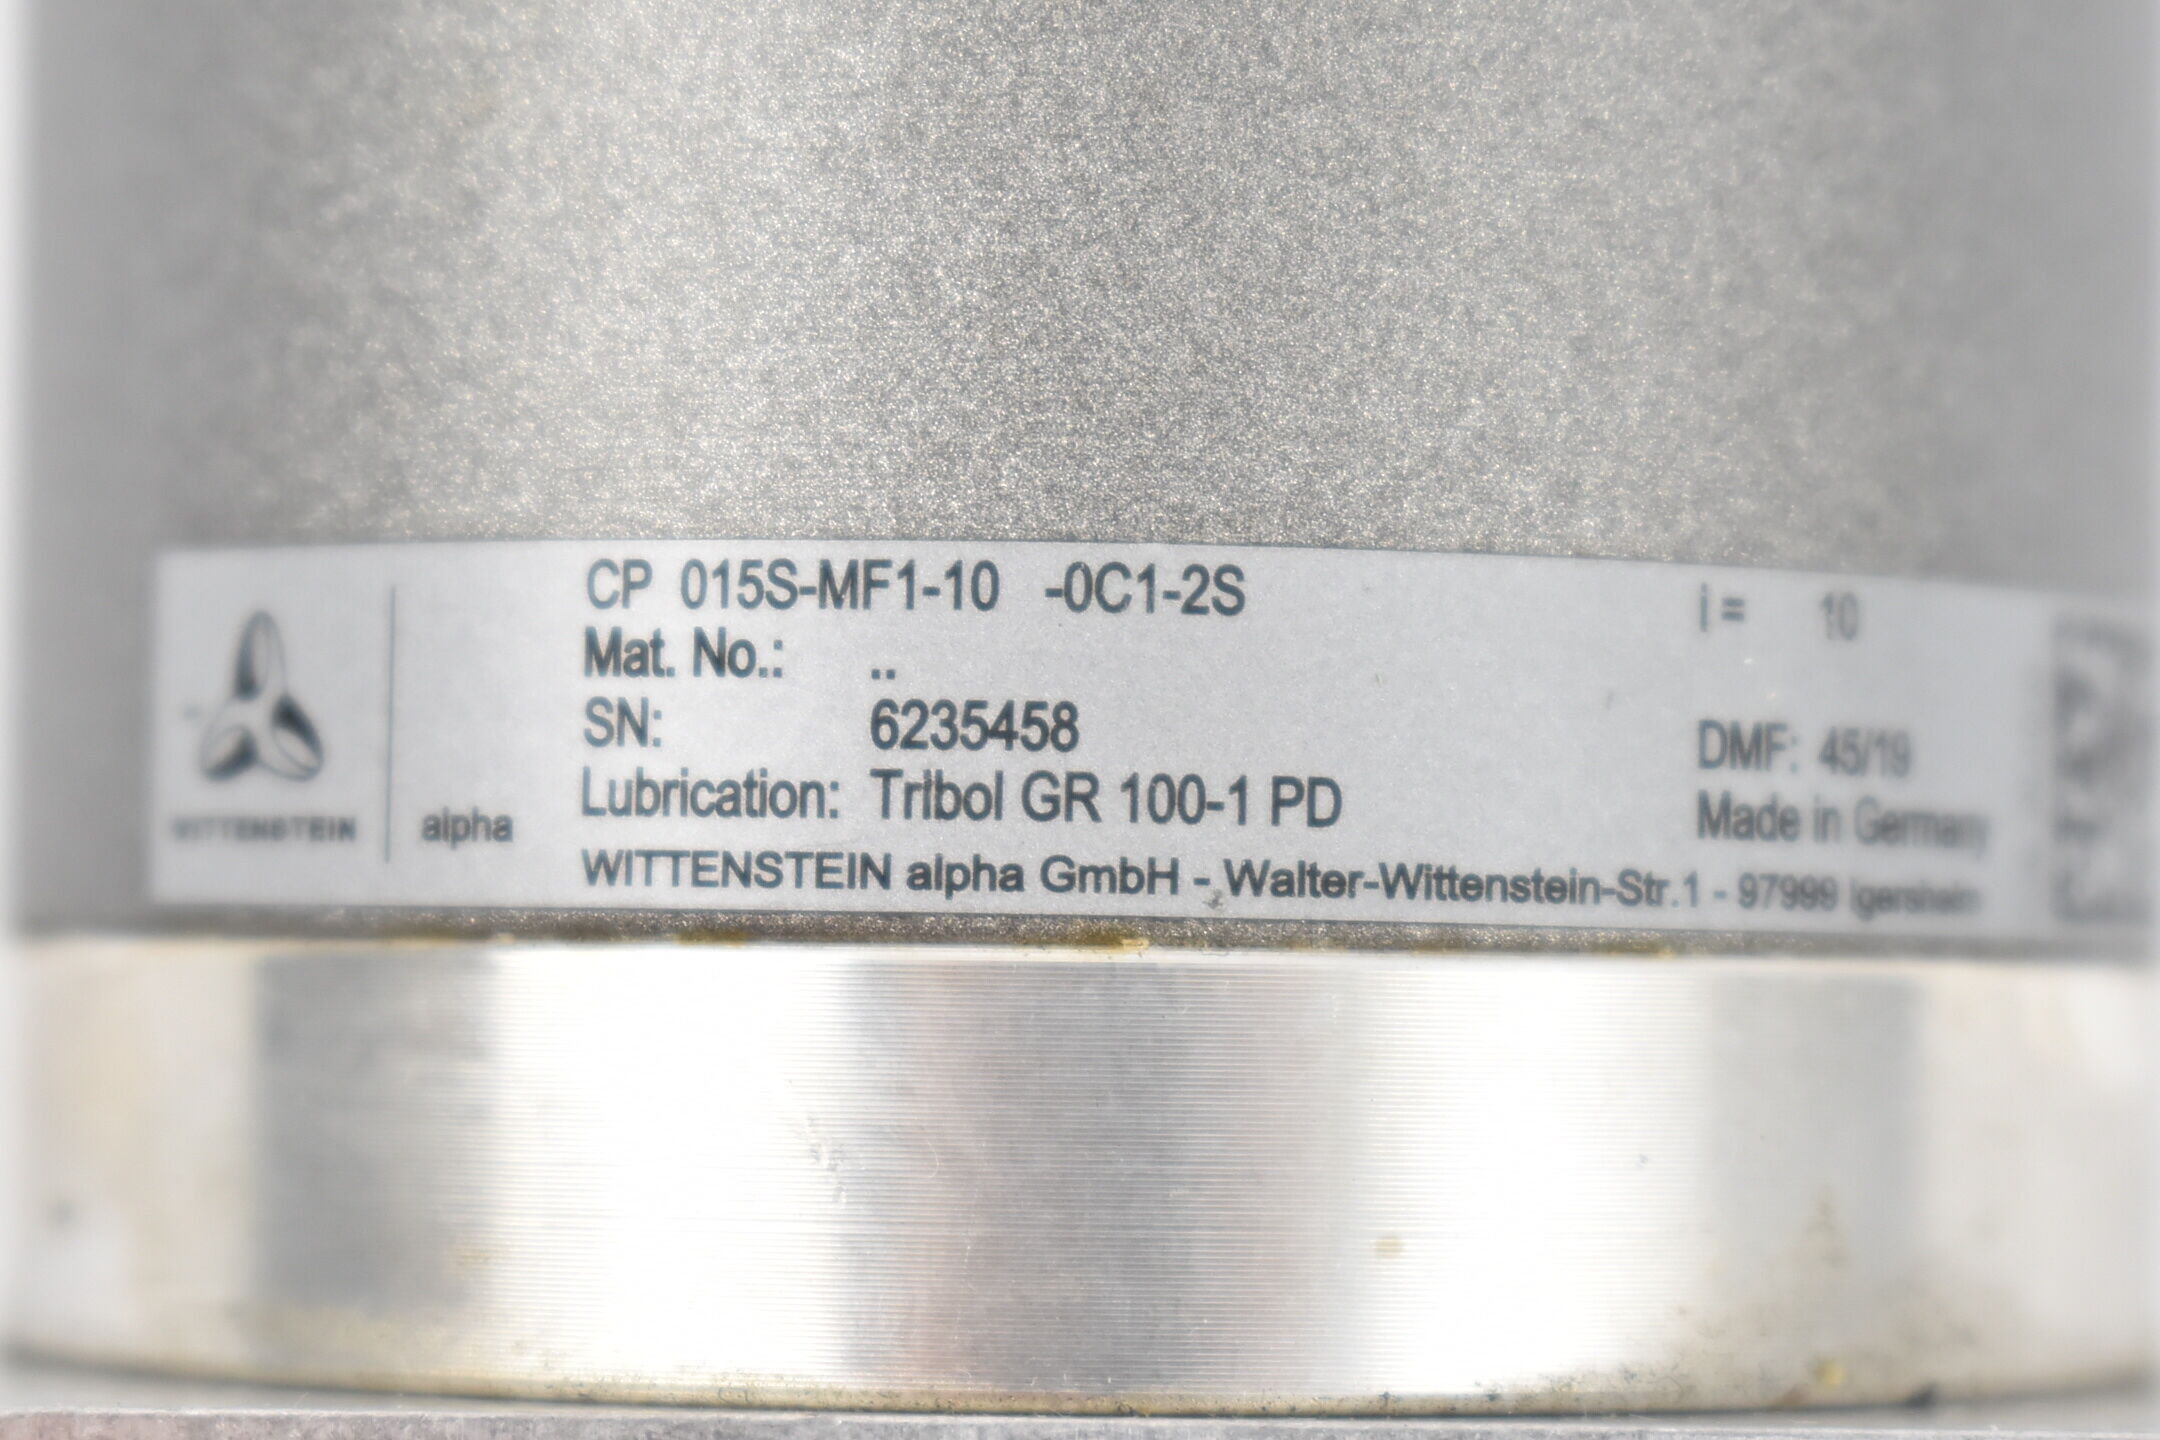 CP 015S-MF1-10 -0C1-2S i = 10
Mat. No.: ..
SN: 6235458 DMF: 45/19
Lubrication: Tribol GR 100-1 PD Made in Germany
WITTENSTEIN alpha
WITTENSTEIN alpha GmbH - Walter-Wittenstein-Str.1 - 97999 Igersheim